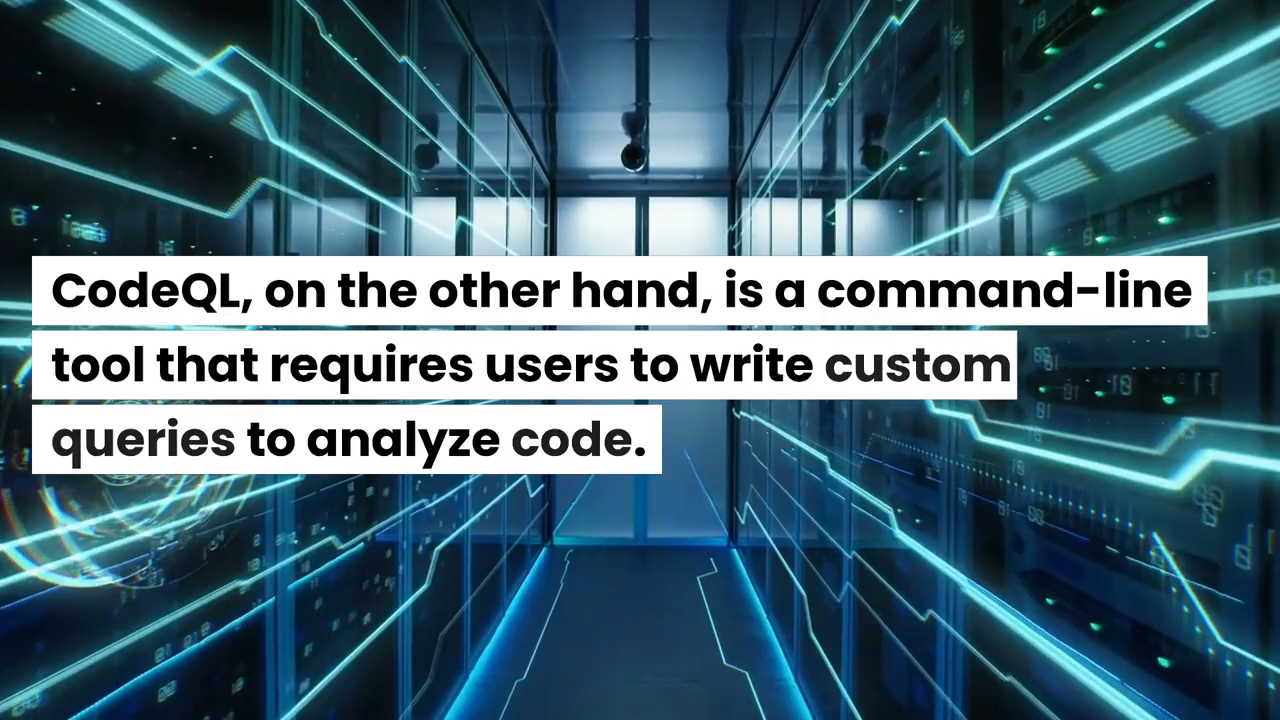 CodeQL, on the other hand, is a command-line
tool that requires users to write custom
queries to analyze code.